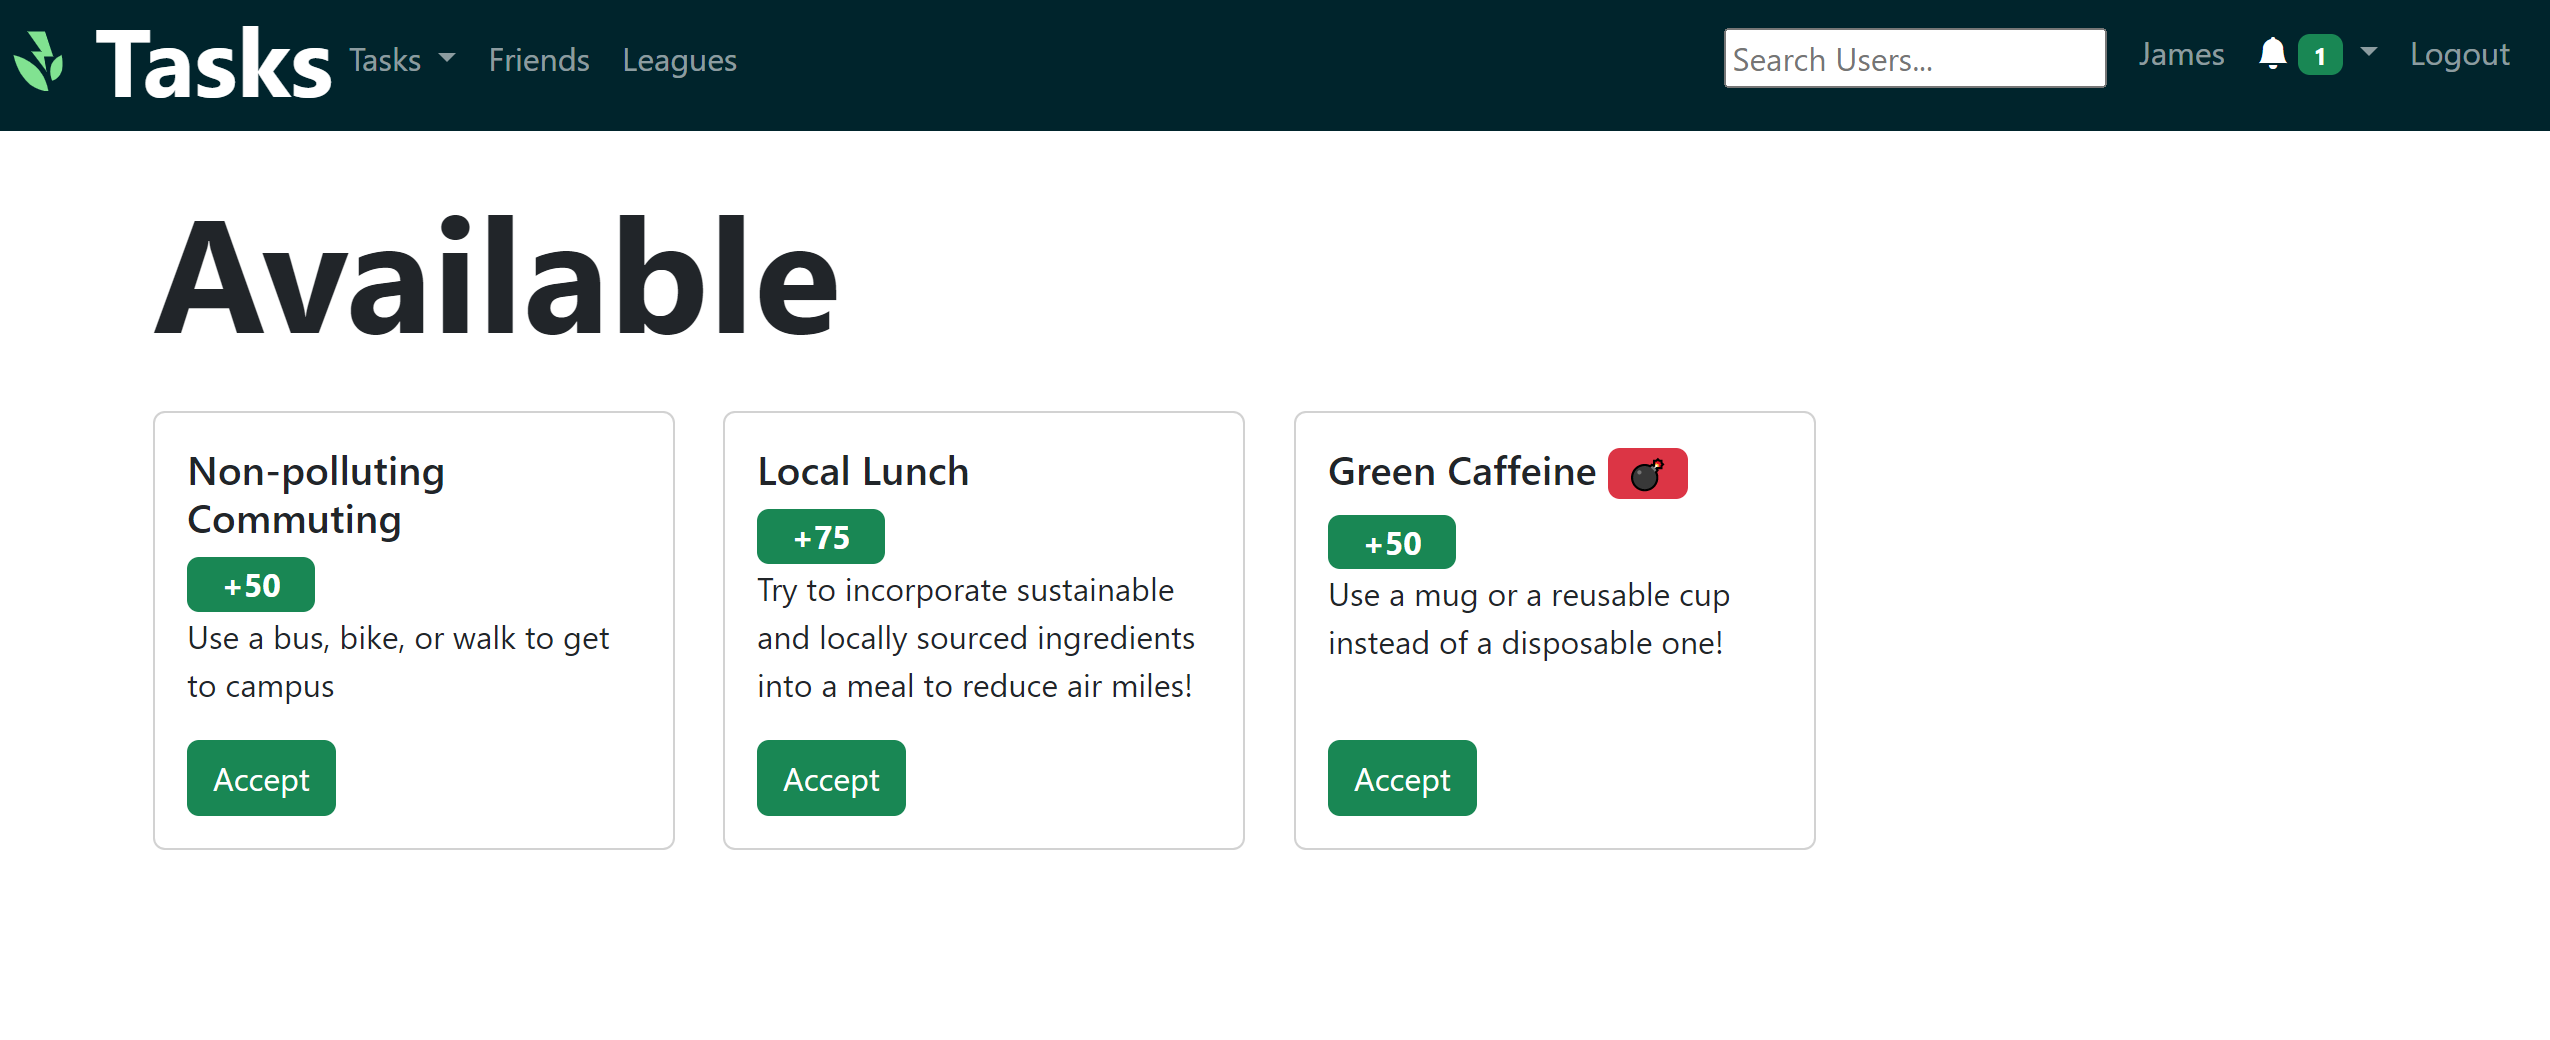 Tasks Tasks Friends Leagues Search Users... James 1 Logout
Available
Non-polluting
Commuting
+50
Use a bus, bike, or walk to get
to campus
Accept
Local Lunch
+75
Try to incorporate sustainable
and locally sourced ingredients
into a meal to reduce air miles!
Accept
Green Caffeine
+50
Use a mug or a reusable cup
instead of a disposable one!
Accept